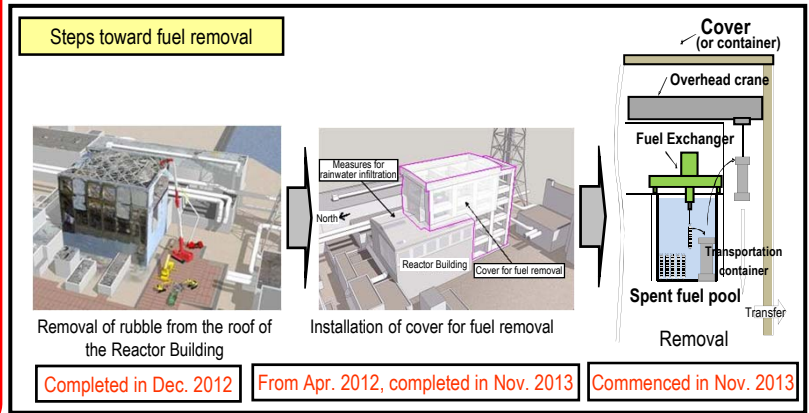 Steps toward fuel removal
Measures for
rainwater infiltration
North
Reactor Building
Cover for fuel removal
Cover
(or container)
Overhead crane
Fuel Exchanger
Transportation
container
Spent fuel pool
Transfer
Removal of rubble from the roof of
the Reactor Building
Installation of cover for fuel removal
Removal
Completed in Dec. 2012
From Apr. 2012, completed in Nov. 2013
Commenced in Nov. 2013